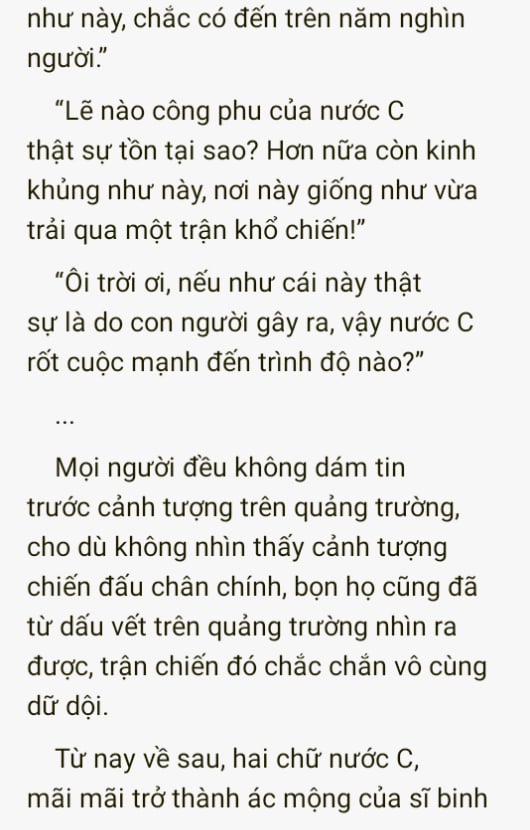 như này, chắc có đến trên năm nghìn
người.”
“Lẽ nào công phu của nước C
thật sự tồn tại sao? Hơn nữa còn kinh
khủng như này, nơi này giống như vừa
trải qua một trận khổ chiến!”
“Ôi trời ơi, nếu như cái này thật
sự là do con người gây ra, vậy nước C
rốt cuộc mạnh đến trình độ nào?”
...
Mọi người đều không dám tin
trước cảnh tượng trên quảng trường,
cho dù không nhìn thấy cảnh tượng
chiến đấu chân chính, bọn họ cũng đã
từ dấu vết trên quảng trường nhìn ra
được, trận chiến đó chắc chắn vô cùng
dữ dội.
Từ nay về sau, hai chữ nước C,
mãi mãi trở thành ác mộng của sĩ binh